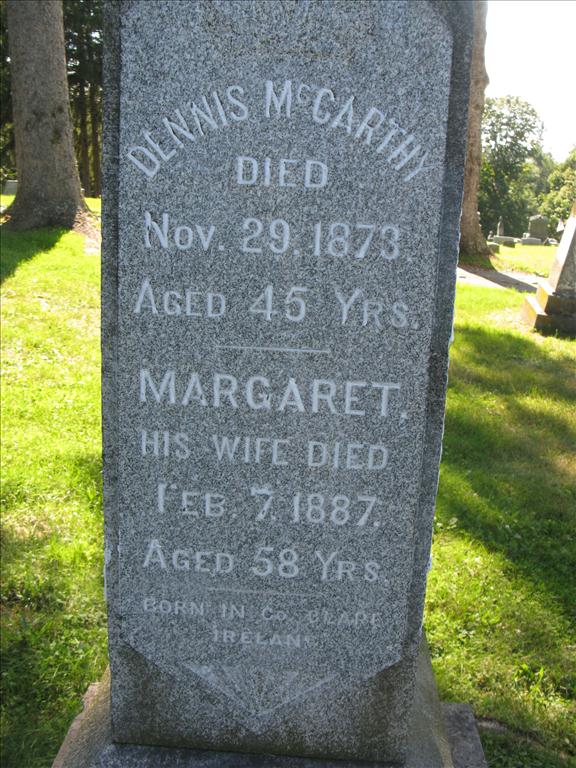 DENNIS McCARTHY
DIED
Nov. 29. 1873.
AGED 45 YRS.
MARGARET,
HIS WIFE DIED
FEB. 7. 1887.
AGED 58 YRS.
BORN IN CO. CLARE
IRELAND